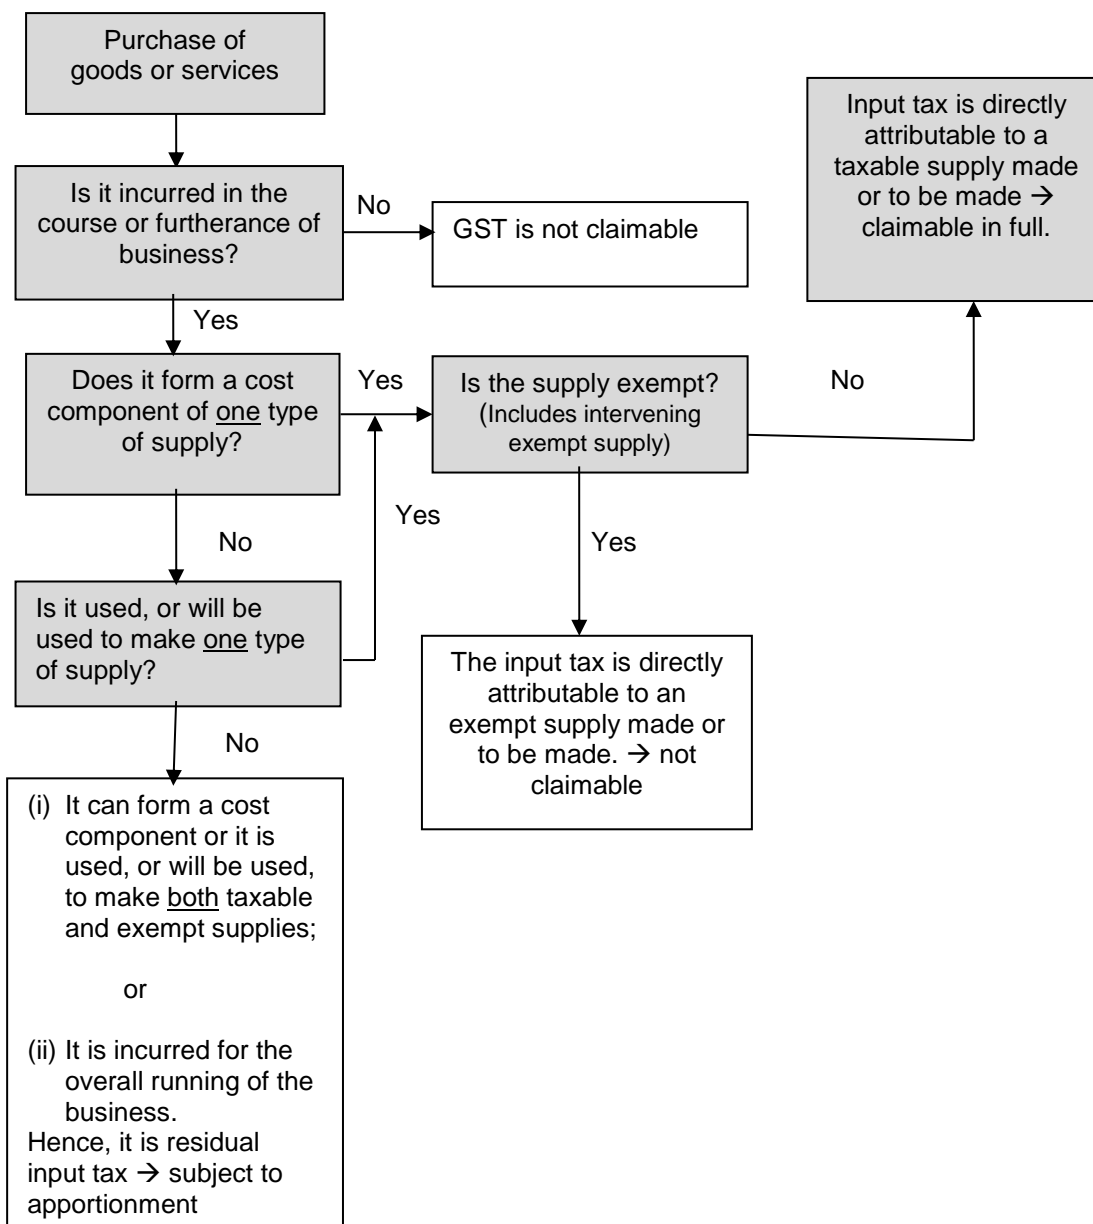 Purchase of
goods or services
Is it incurred in the
course or furtherance of
business?
No
GST is not claimable
Input tax is directly
attributable to a
taxable supply made
or to be made →
claimable in full.
Yes
Does it form a cost
component of one type
of supply?
Yes
Is the supply exempt?
(Includes intervening
exempt supply)
No
Yes
No
Yes
Is it used, or will be
used to make one type
of supply?
The input tax is directly
attributable to an
exempt supply made or
to be made. → not
claimable
No
(i) It can form a cost
component or it is
used, or will be used,
to make both taxable
and exempt supplies;
or
(ii) It is incurred for the
overall running of the
business.
Hence, it is residual
input tax → subject to
apportionment